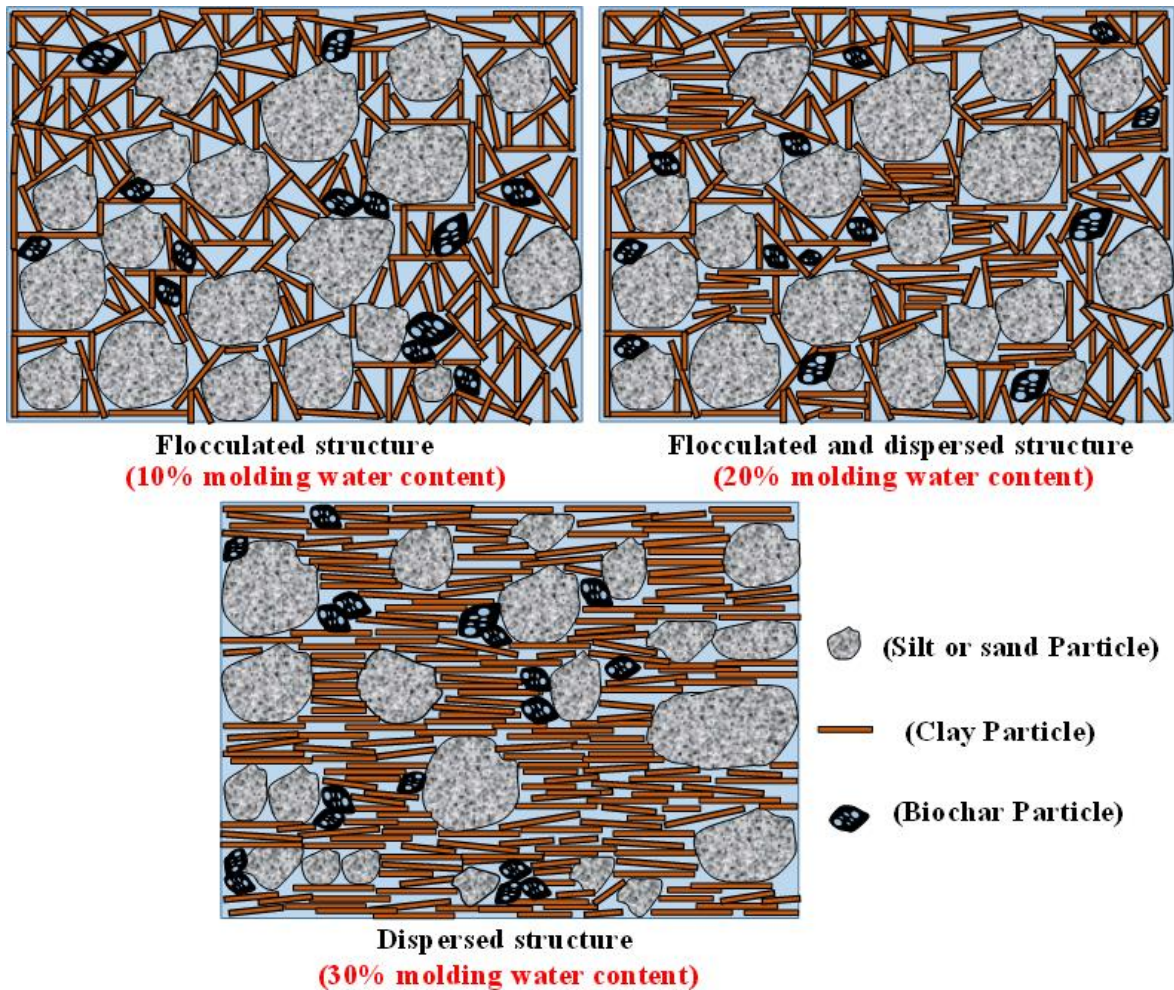 Flocculated structure
(10% molding water content)
Flocculated and dispersed structure
(20% molding water content)
(Silt or sand Particle)
(Clay Particle)
(Biochar Particle)
Dispersed structure
(30% molding water content)